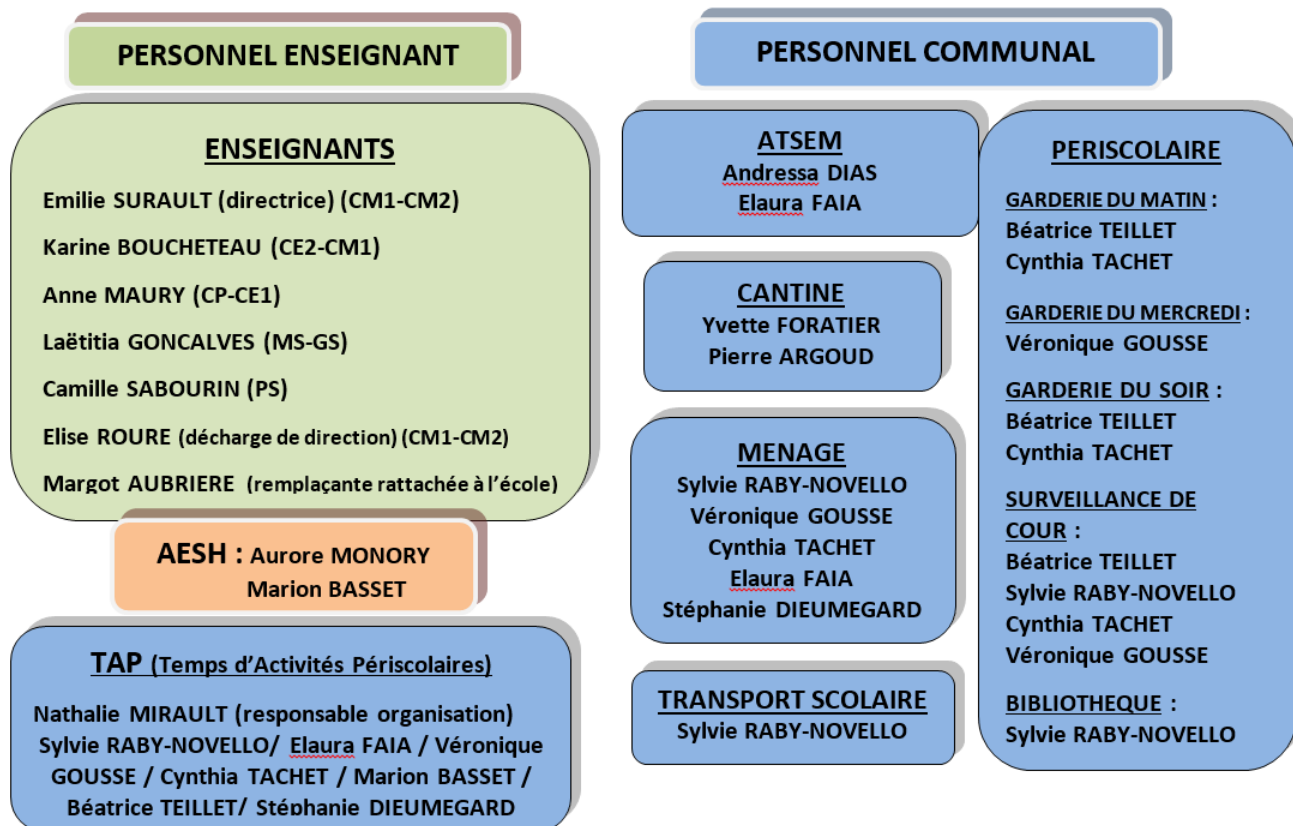 PERSONNEL ENSEIGNANT
ENSEIGNANTS
Emilie SURAULT (directrice) (CM1-CM2)
Karine BOUCHETEAU (CE2-CM1)
Anne MAURY (CP-CE1)
Laëtitia GONCALVES (MS-GS)
Camille SABOURIN (PS)
Elise ROURE (décharge de direction) (CM1-CM2)
Margot AUBRIERE (remplaçante rattachée à l'école)
AESH : Aurore MONORY
Marion BASSET
TAP (Temps d'Activités Périscolaires)
Nathalie MIRAULT (responsable organisation)
Sylvie RABY-NOVELLO/ Elaura FAIA / Véronique
GOUSSE / Cynthia TACHET / Marion BASSET /
Béatrice TEILLET/ Stéphanie DIEUMEGARD
PERSONNEL COMMUNAL
ATSEM
Andressa DIAS
Elaura FAIA
CANTINE
Yvette FORATIER
Pierre ARGOUD
MENAGE
Sylvie RABY-NOVELLO
Véronique GOUSSE
Cynthia TACHET
Elaura FAIA
Stéphanie DIEUMEGARD
TRANSPORT SCOLAIRE
Sylvie RABY-NOVELLO
PERISCOLAIRE
GARDERIE DU MATIN :
Béatrice TEILLET
Cynthia TACHET
GARDERIE DU MERCREDI :
Véronique GOUSSE
GARDERIE DU SOIR :
Béatrice TEILLET
Cynthia TACHET
SURVEILLANCE DE
COUR :
Béatrice TEILLET
Sylvie RABY-NOVELLO
Cynthia TACHET
Véronique GOUSSE
BIBLIOTHEQUE :
Sylvie RABY-NOVELLO